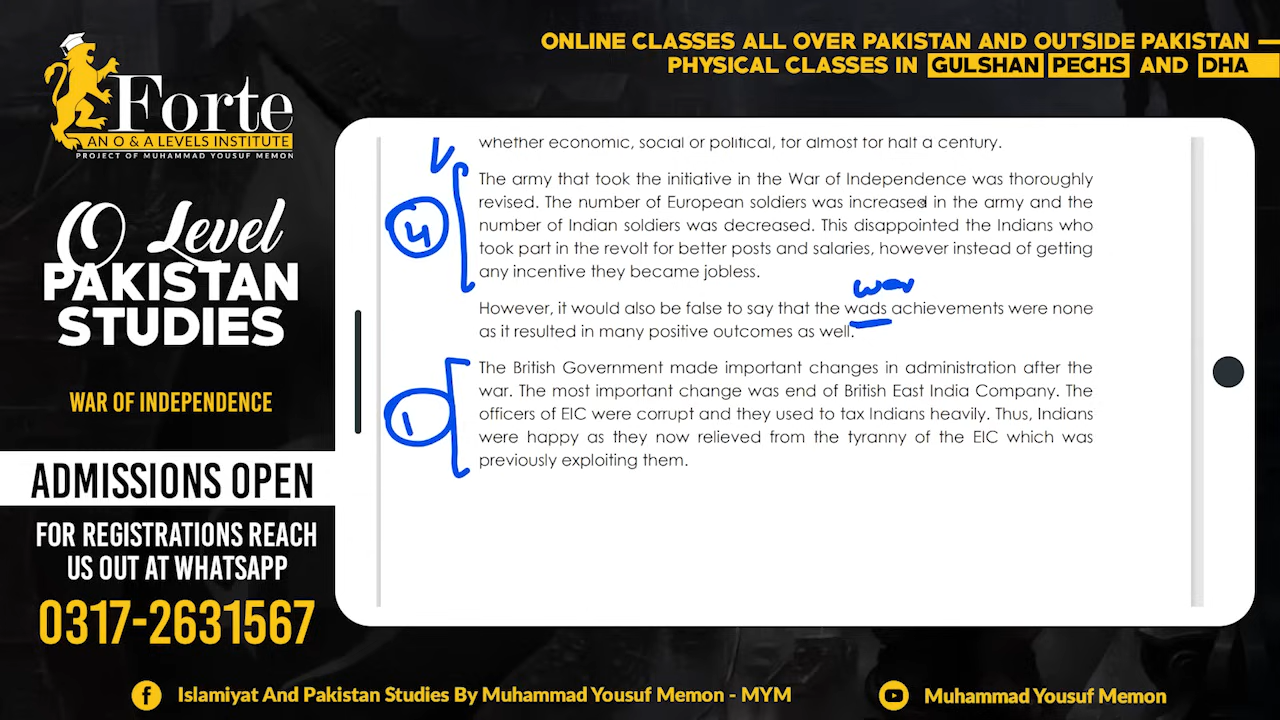 ONLINE CLASSES ALL OVER PAKISTAN AND OUTSIDE PAKISTAN
PHYSICAL CLASSES IN GULSHAN PECHS AND DHA
Forte
AN O & A LEVELS INSTITUTE
PROJECT OF MUHAMMAD YOUSUF MEMON
O Level
PAKISTAN
STUDIES
WAR OF INDEPENDENCE
ADMISSIONS OPEN
FOR REGISTRATIONS REACH
US OUT AT WHATSAPP
0317-2631567
whether economic, social or political, for almost for half a century.
4
The army that took the initiative in the War of Independence was thoroughly
revised. The number of European soldiers was increased in the army and the
number of Indian soldiers was decreased. This disappointed the Indians who
took part in the revolt for better posts and salaries, however instead of getting
any incentive they became jobless.
war
However, it would also be false to say that the wads achievements were none
as it resulted in many positive outcomes as well.
1
The British Government made important changes in administration after the
war. The most important change was end of British East India Company. The
officers of EIC were corrupt and they used to tax Indians heavily. Thus, Indians
were happy as they now relieved from the tyranny of the EIC which was
previously exploiting them.
Islamiyat And Pakistan Studies By Muhammad Yousuf Memon - MYM
Muhammad Yousuf Memon